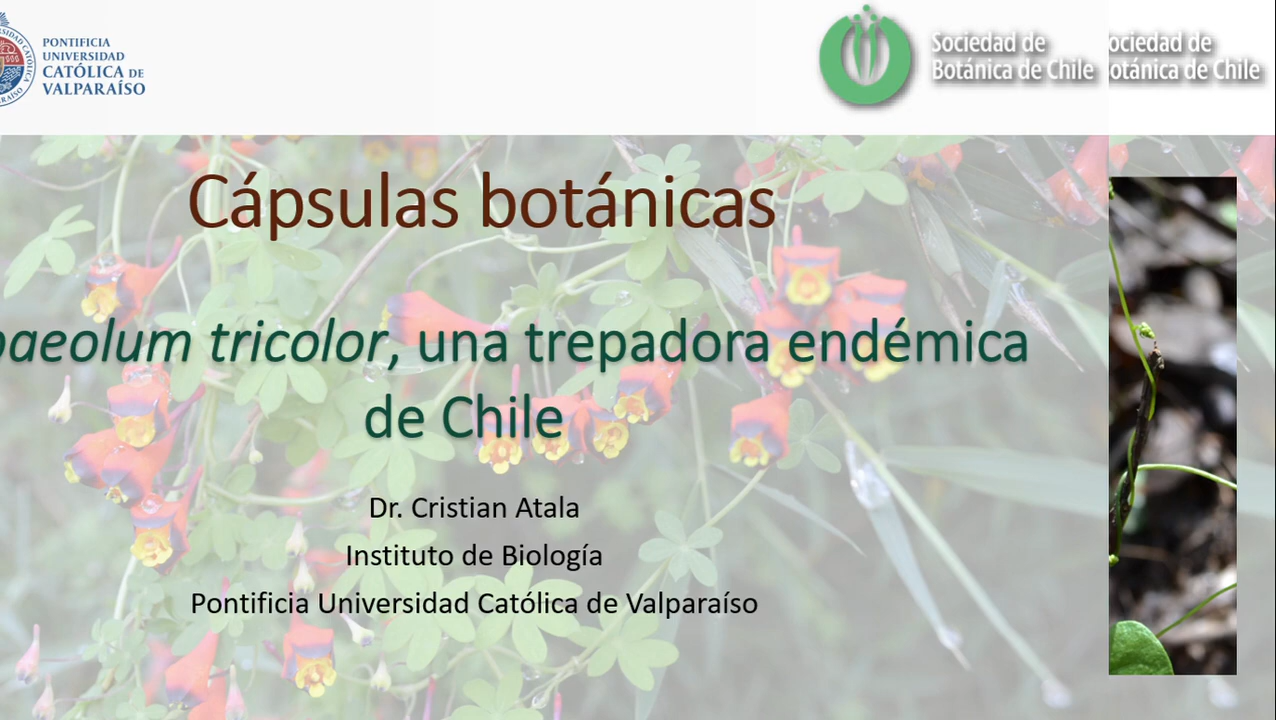 PONTIFICIA
UNIVERSIDAD
CATÓLICA DE
VALPARAÍSO
Sociedad de
Botánica de Chile
ociedad de
otánica de Chile
Cápsulas botánicas
paeolum tricolor, una trepadora endémica
de Chile
Dr. Cristian Atala
Instituto de Biología
Pontificia Universidad Católica de Valparaíso